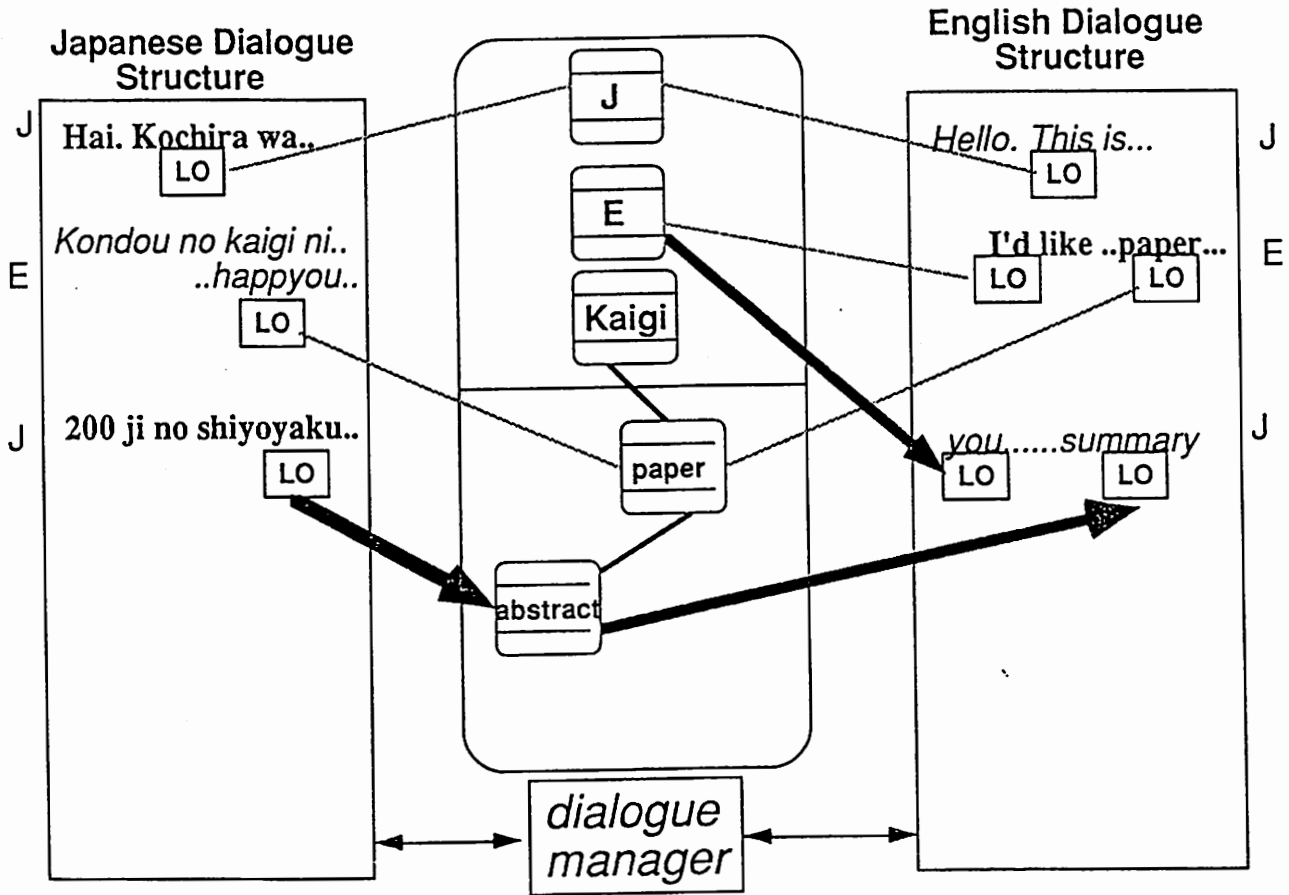 Japanese Dialogue
Structure
J
Hai. Kochira wa..
LO
Kondou no kaigi ni..
E
..happyou..
LO
J
200 ji no shiyoyaku..
LO
J
E
Kaigi
paper
abstract
dialogue
manager
English Dialogue
Structure
Hello. This is...
J
LO
I'd like ..paper...
E
LO
LO
you......summary
J
LO
LO